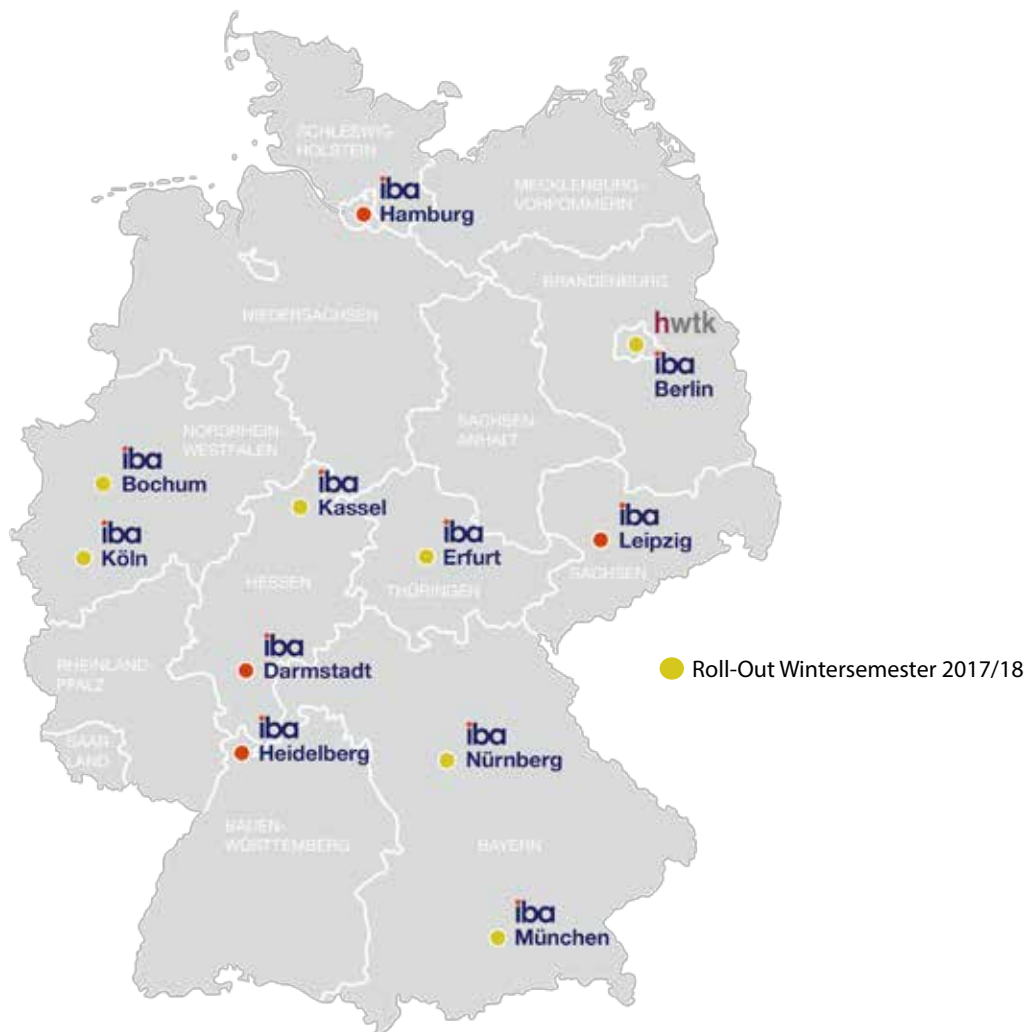 SCHLESWIG-
HOLSTEIN
MECKLENBURG-
VORPOMMERN
iba
Hamburg
BRANDENBURG
NIEDERSACHSEN
hwtk
iba
Berlin
SACHSEN-
ANHALT
NORDRHEIN-
WESTFALEN
iba
Bochum
iba
Kassel
iba
Leipzig
iba
Köln
iba
Erfurt
SACHSEN
HESSEN
THÜRINGEN
iba
Darmstadt
RHEINLAND-
PFALZ
Roll-Out Wintersemester 2017/18
SAAR
LAND
iba
Heidelberg
iba
Nürnberg
BADEN-
WÜRTTEMBERG
BAYERN
iba
München